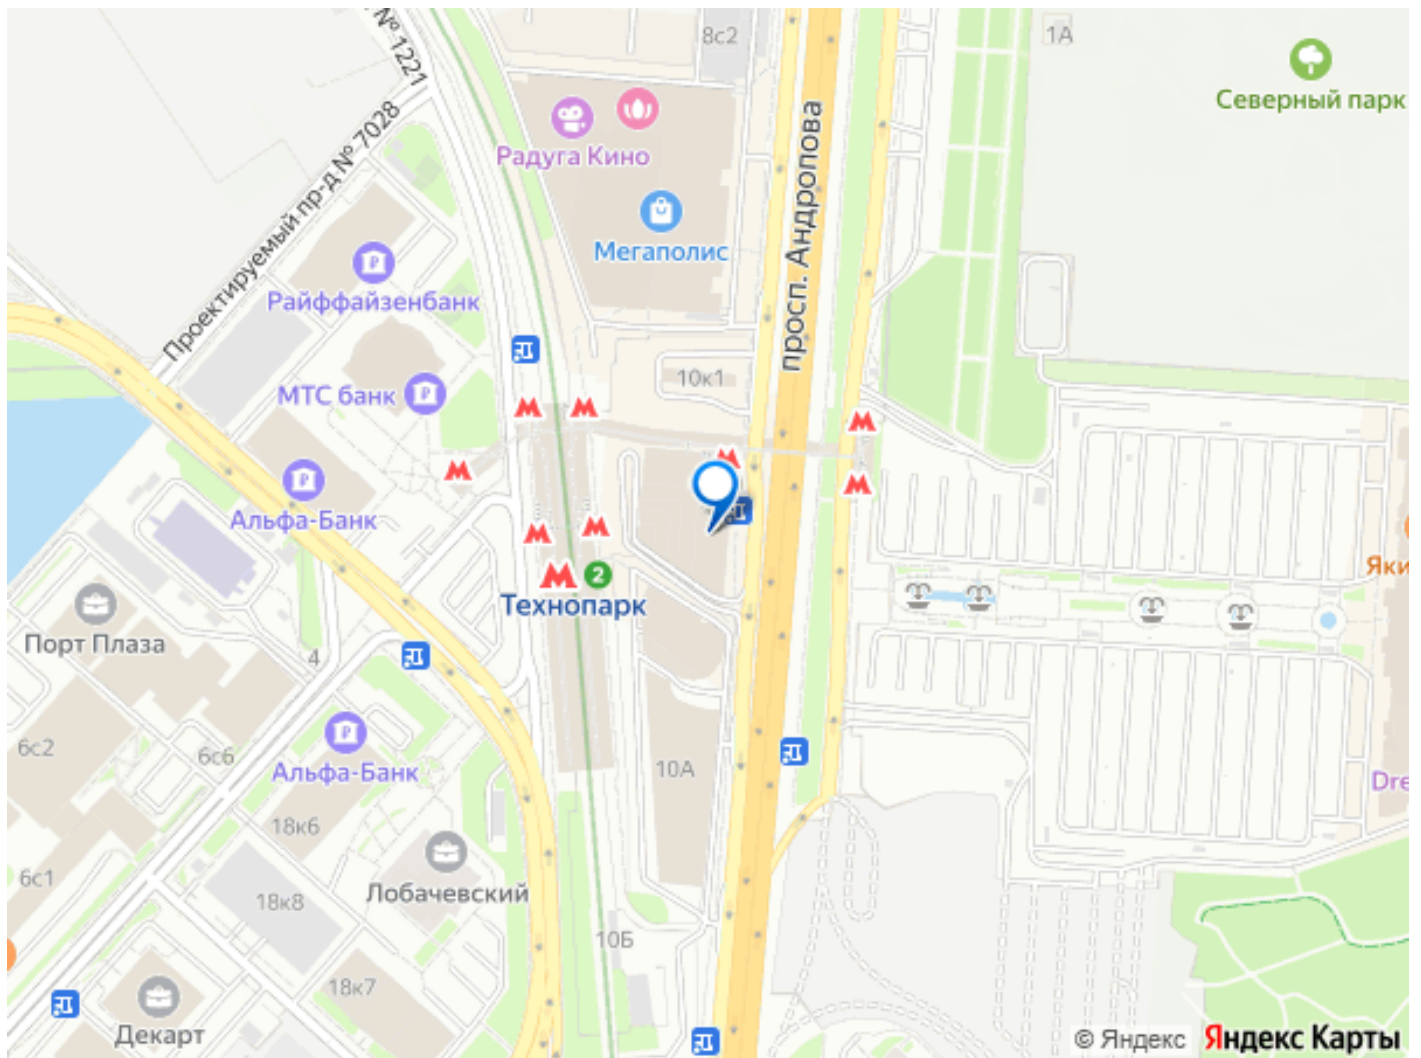 № 1221
8с2
1А
Северный парк
Проектируемый пр-д № 7028
Радуга Кино
просп. Андропова
Мегаполис
Райффайзенбанк
10к1
МТС банк
Альфа-Банк
2
Технопарк
Яки
Порт Плаза
4
6с2
6с6
Альфа-Банк
10А
Dre
18к6
6с1
Лобачевский
18к8
10Б
18к7
Декарт
© Яндекс Яндекс Карты